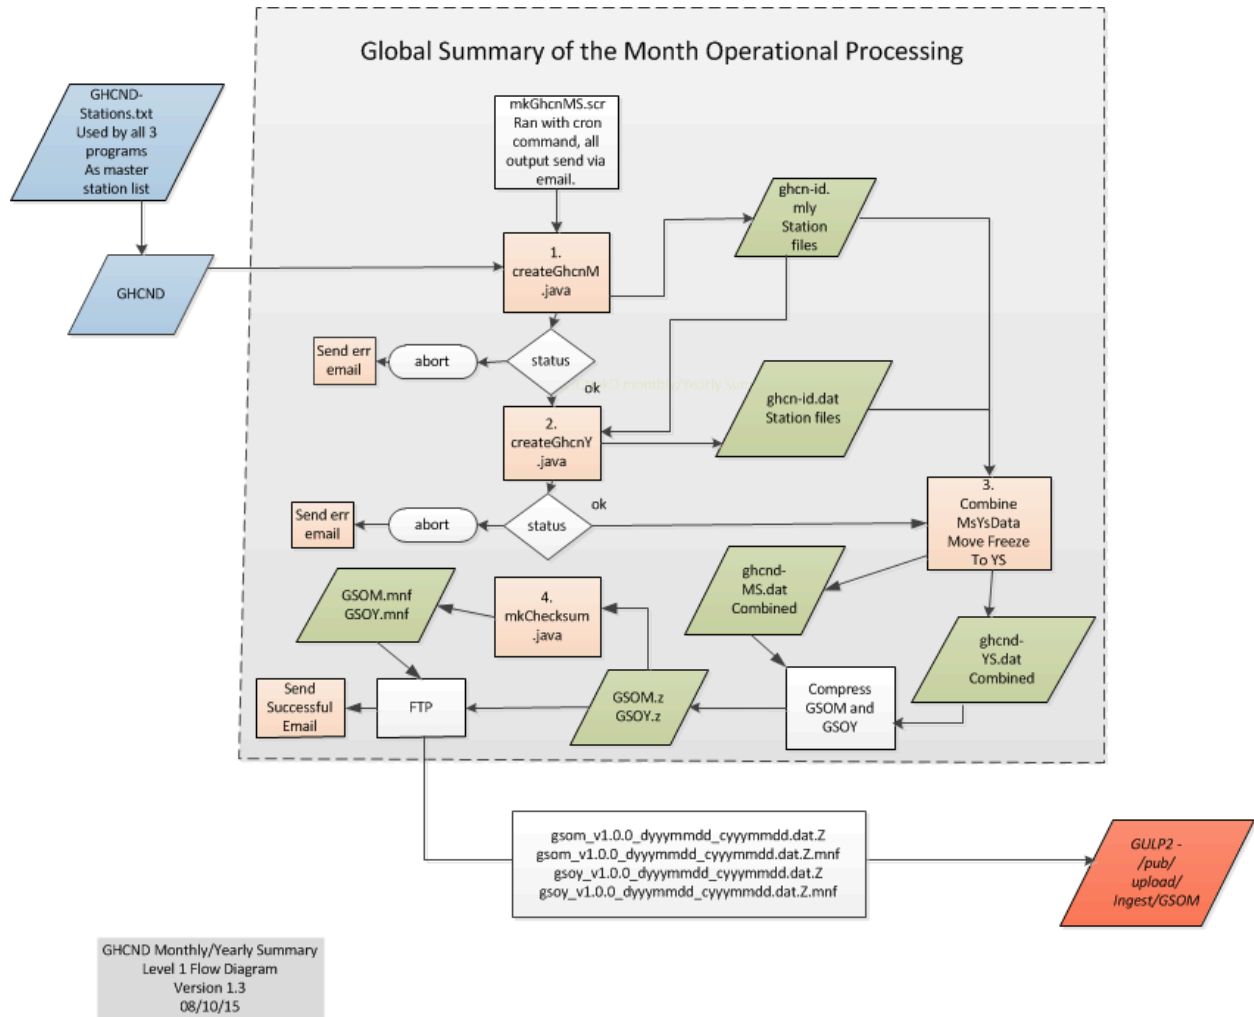 Global Summary of the Month Operational Processing
GHCND-
Stations.txt
Used by all 3
programs
As master
station list
mkGhcnMS.scr
Ran with cron
command, all
output send via
email.
ghcn-id.
mly
Station
files
1.
createGhcnM
.java
GHCND
Send err
email
abort
status
ok
ghcn-id.dat
Station files
2.
createGhcnY
.java
Send err
email
abort
status
ok
3.
Combine
MsYsData
Move Freeze
To YS
ghcnd-
MS.dat
Combined
GSOM.mnf
GSOY.mnf
4.
mkChecksum
.java
ghcnd-
YS.dat
Combined
Send
Successful
Email
FTP
GSOM.z
GSOY.z
Compress
GSOM and
GSOY
gsom_v1.0.0_dyyymmdd_cyyymmdd.dat.Z
gsom_v1.0.0_dyyymmdd_cyyymmdd.dat.Z.mnf
gsoy_v1.0.0_dyyymmdd_cyyymmdd.dat.Z
gsoy_v1.0.0_dyyymmdd_cyyymmdd.dat.Z.mnf
GULP2 -
/pub/
upload/
Ingest/GSOM
GHCND Monthly/Yearly Summary
Level 1 Flow Diagram
Version 1.3
08/10/15